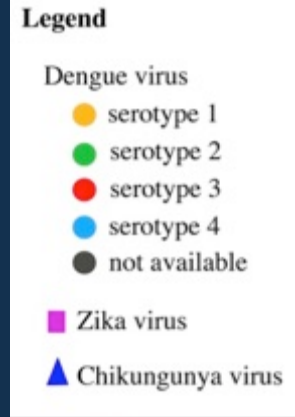 Legend
Dengue virus
serotype 1
serotype 2
serotype 3
serotype 4
not available
Zika virus
Chikungunya virus